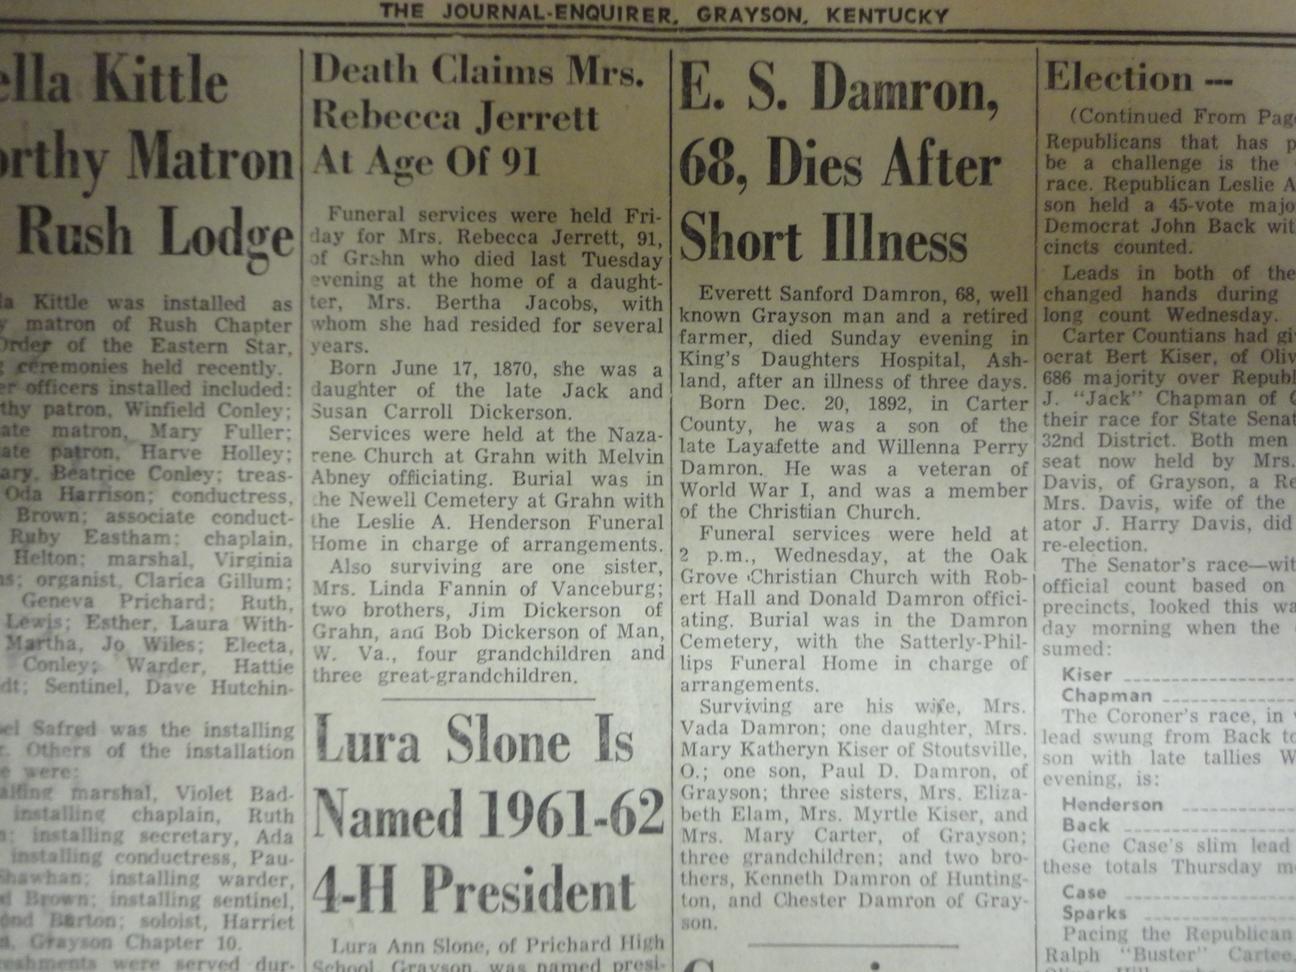 THE JOURNAL-ENQUIRER, GRAYSON, KENTUCKY
ella Kittle
orthy Matron
Rush Lodge
la Kittle was installed as
y matron of Rush Chapter
Order of the Eastern Star,
g ceremonies held recently.
er officers installed included:
thy patron, Winfield Conley;
ate matron, Mary Fuller;
ate patron, Harve Holley;
ary, Beatrice Conley; treas-
Oda Harrison; conductress,
Brown; associate conduct-
Ruby Eastham; chaplain,
Helton; marshal, Virginia
ns; organist, Clarica Gillum;
Geneva Prichard; Ruth,
Lewis; Esther, Laura With-
Martha, Jo Wiles; Electa,
Conley; Warder, Hattie
dt; Sentinel, Dave Hutchin-
el Safred was the installing
r. Others of the installation
e were:
marshal, Violet Bad-
installing chaplain, Ruth
installing secretary, Ada
installing conductress, Pau-
Shawhan; installing warder,
d Brown; installing sentinel,
ond Barton; soloist, Harriet
Grayson Chapter 10.
reshments were served dur-
Death Claims Mrs.
Rebecca Jerrett
At Age Of 91
Funeral services were held Fri-
day for Mrs. Rebecca Jerrett, 91,
of Grahn who died last Tuesday
evening at the home of a daught-
ter, Mrs. Bertha Jacobs, with
whom she had resided for several
years.
Born June 17, 1870, she was a
daughter of the late Jack and
Susan Carroll Dickerson.
Services were held at the Naza-
rene Church at Grahn with Melvin
Abney officiating. Burial was in
the Newell Cemetery at Grahn with
the Leslie A. Henderson Funeral
Home in charge of arrangements.
Also surviving are one sister,
Mrs. Linda Fannin of Vanceburg;
two brothers, Jim Dickerson of
Grahn, and Bob Dickerson of Man,
W. Va., four grandchildren and
three great-grandchildren.
Lura Slone Is
Named 1961-62
4-H President
Lura Ann Slone, of Prichard High
School, Grayson, was named presi-
E. S. Damron,
68, Dies After
Short Illness
Everett Sanford Damron, 68, well
known Grayson man and a retired
farmer, died Sunday evening in
King's Daughters Hospital, Ash-
land, after an illness of three days.
Born Dec. 20, 1892, in Carter
County, he was a son of the
late Layafette and Willenna Perry
Damron. He was a veteran of
World War I, and was a member
of the Christian Church.
Funeral services were held at
2 p.m., Wednesday, at the Oak
Grove Christian Church with Rob-
ert Hall and Donald Damron offici-
ating. Burial was in the Damron
Cemetery, with the Satterly-Phil-
lips Funeral Home in charge of
arrangements.
Surviving are his wife, Mrs.
Vada Damron; one daughter, Mrs.
Mary Katheryn Kiser of Stoutsville,
O.; one son, Paul D. Damron, of
Grayson; three sisters, Mrs. Eliza-
beth Elam, Mrs. Myrtle Kiser, and
Mrs. Mary Carter, of Grayson;
three grandchildren; and two bro-
thers, Kenneth Damron of Hunting-
ton, and Chester Damron of Gray-
son.
Election ---
(Continued From Page
Republicans that has p
be a challenge is the
race. Republican Leslie A
son held a 45-vote majo
Democrat John Back wit
cincts counted.
Leads in both of the
changed hands during
long count Wednesday.
Carter Countians had gi
ocrat Bert Kiser, of Oliv
686 majority over Republ
J. "Jack" Chapman of
their race for State Senat
32nd District. Both men
seat now held by Mrs.
Davis, of Grayson, a Re
Mrs. Davis, wife of the
ator J. Harry Davis, did
re-election.
The Senator's race—wit
official count based on
precincts, looked this wa
day morning when the
sumed:
Kiser
Chapman
The Coroner's race, in
lead swung from Back to
son with late tallies W
evening, is:
Henderson
Back
Gene Case's slim lead
these totals Thursday m
Case
Sparks
Pacing the Republican
Ralph "Buster" Cartee,